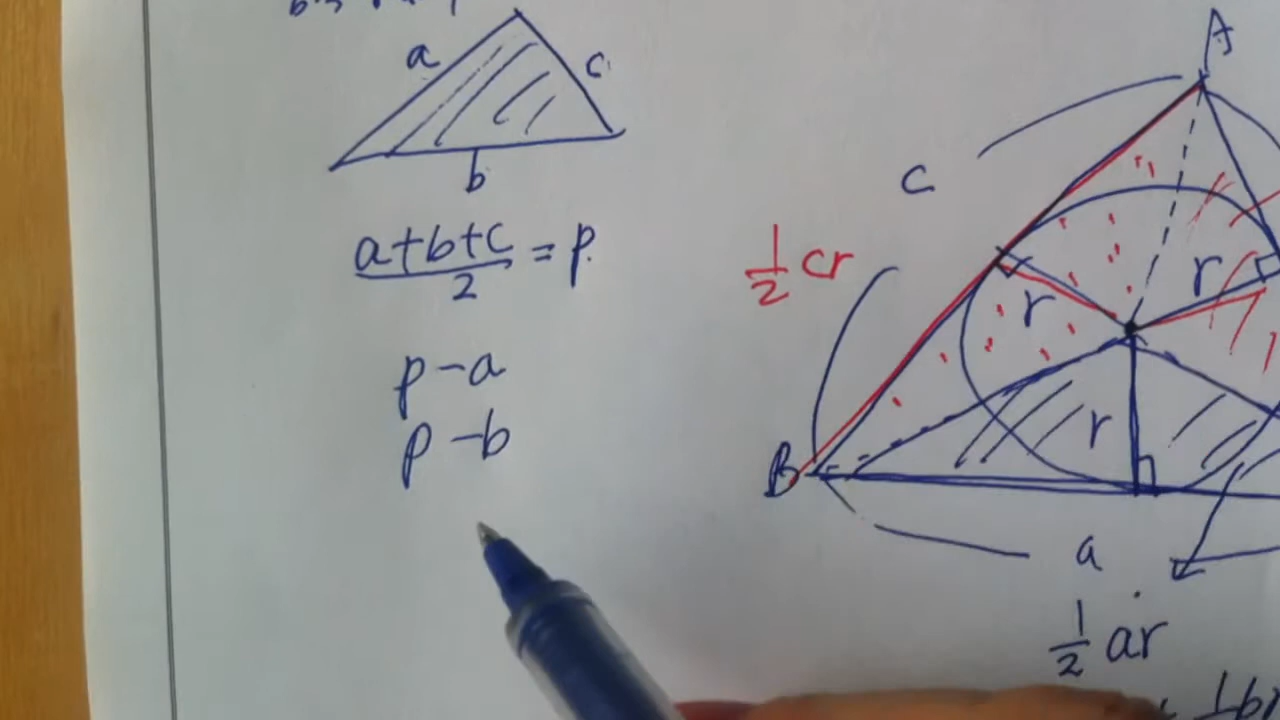 a
c
b
a+b+c/2 = p.
p-a
p-b
A
c
1/2 cr
r
r
r
B
a
1/2 ar